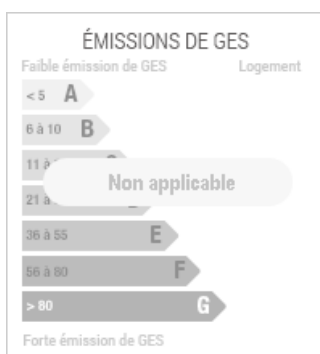 ÉMISSIONS DE GES
Faible émission de GES Logement
< 5 A
6 à 10 B
11 à
Non applicable
21 à
36 à 55 E
56 à 80 F
> 80 G
Forte émission de GES